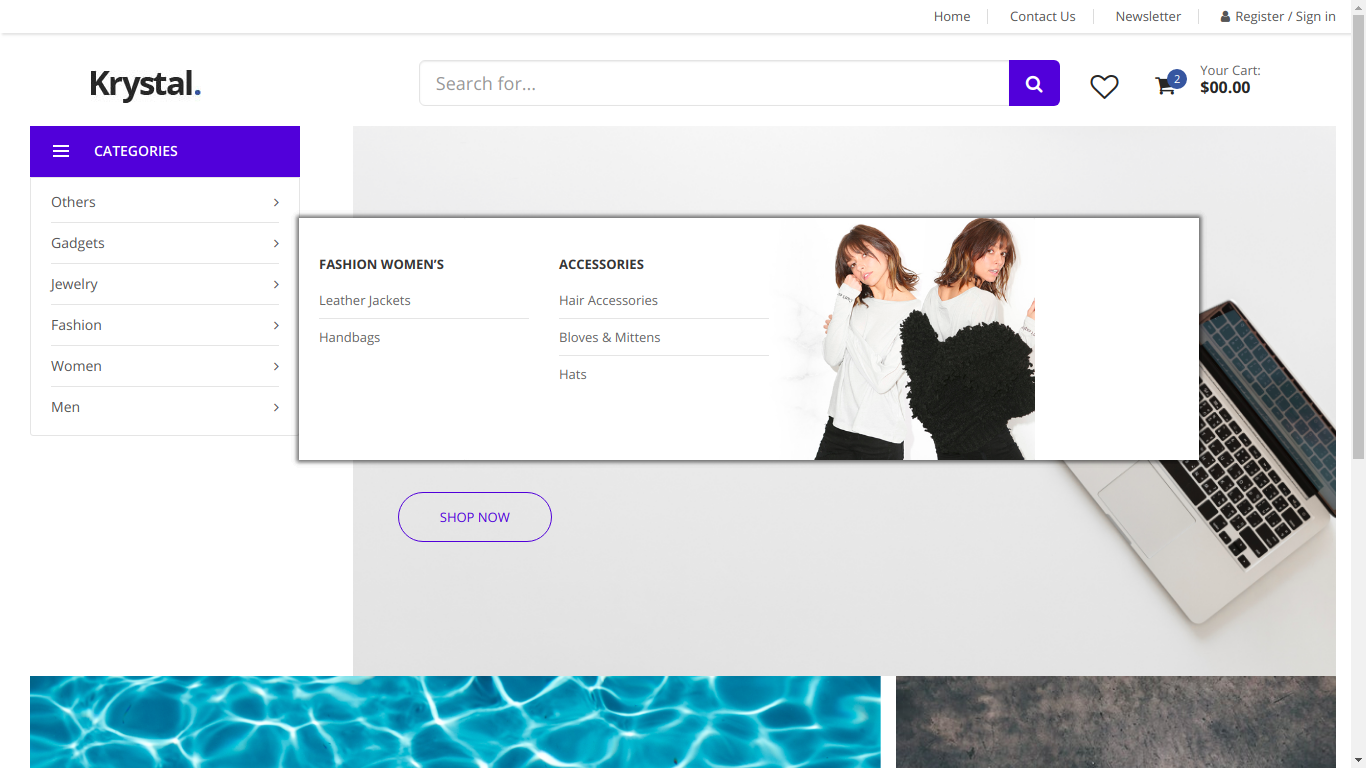 Home
Contact Us
Newsletter
Register / Sign in
Krystal.
Search for...
2
Your Cart:
$00.00
CATEGORIES
Others
Gadgets
Jewelry
Fashion
Women
Men
FASHION WOMEN'S
Leather Jackets
Handbags
ACCESSORIES
Hair Accessories
Bloves & Mittens
Hats
SHOP NOW